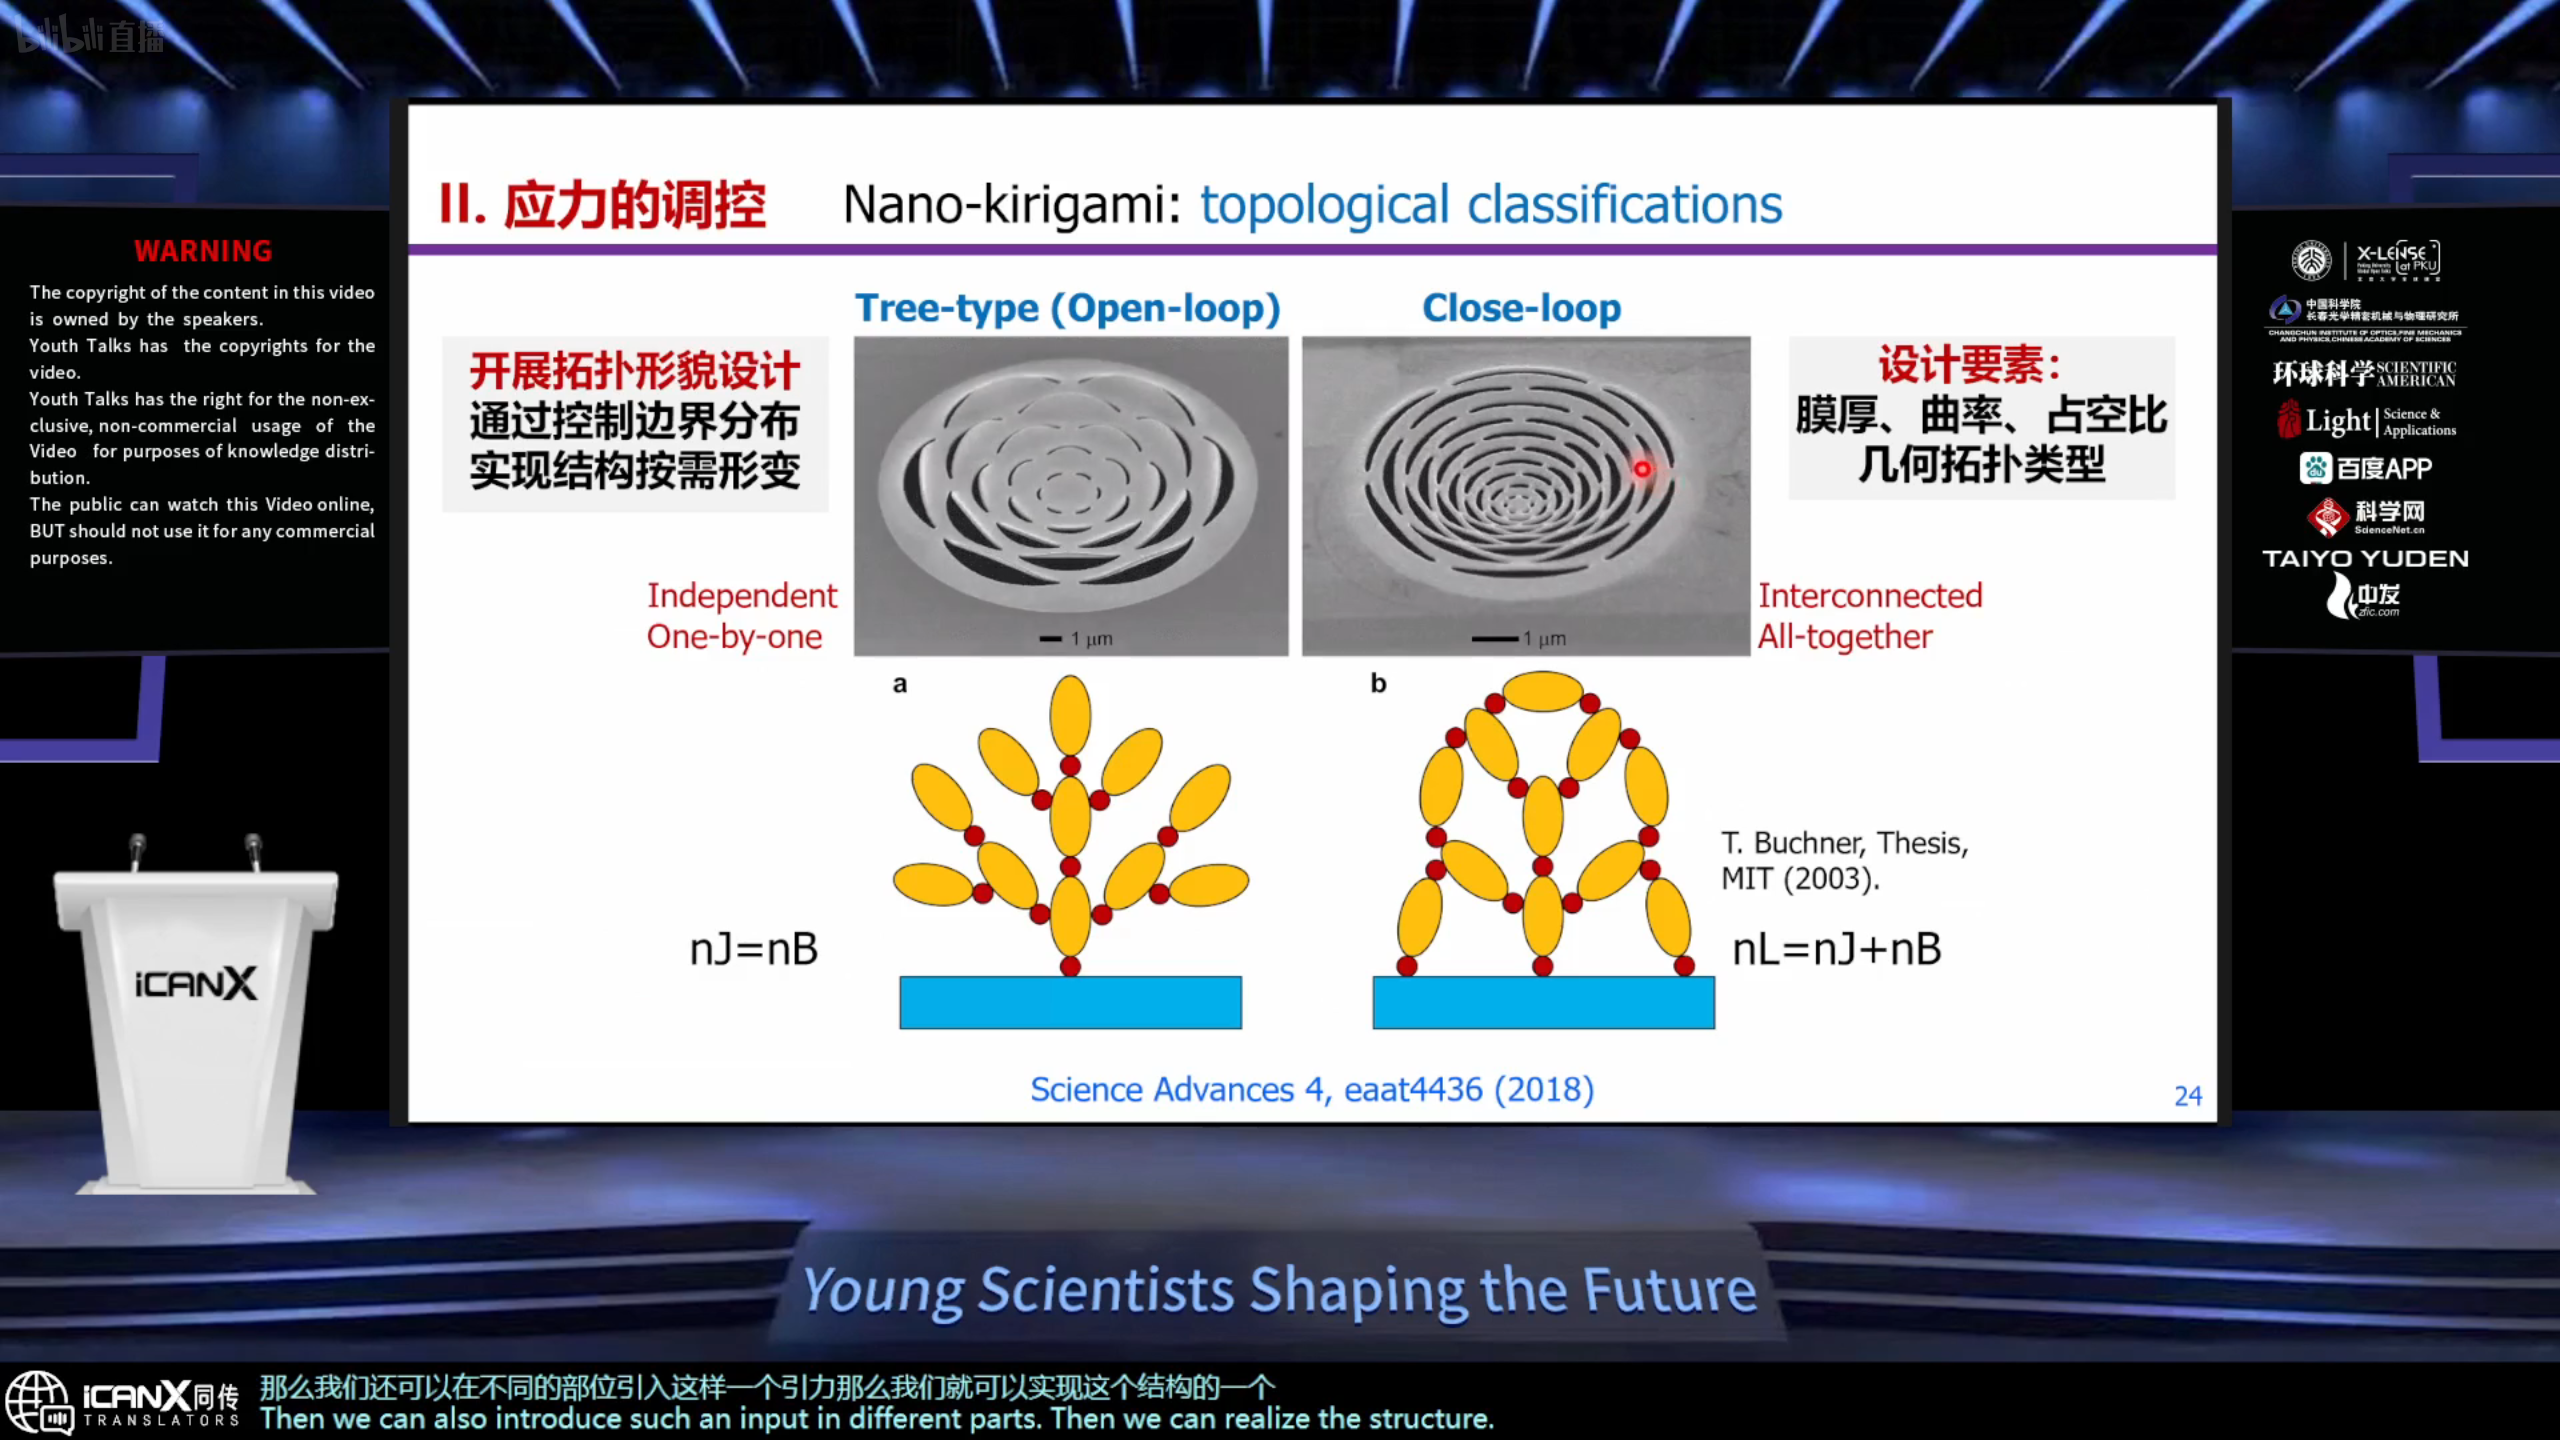 bilibili 直播
II. 应力的调控
Nano-kirigami: topological classifications
WARNING
The copyright of the content in this video
is owned by the speakers.
Youth Talks has the copyrights for the
video.
Youth Talks has the right for the non-ex-
clusive, non-commercial usage of the
Video for purposes of knowledge distri-
bution.
The public can watch this Video online,
BUT should not use it for any commercial
purposes.
开展拓扑形貌设计
通过控制边界分布
实现结构按需形变
Tree-type (Open-loop)
Close-loop
设计要素：
膜厚、曲率、占空比
几何拓扑类型
Independent
One-by-one
1 μm
1 μm
Interconnected
All-together
a
b
nJ=nB
T. Buchner, Thesis,
MIT (2003).
nL=nJ+nB
Science Advances 4, eaat4436 (2018)
24
X-LENSE
at PKU
中国科学院
长春光学精密机械与物理研究所
CHANGCHUN INSTITUTE OF OPTICS,FINE MECHANICS
AND PHYSICS,CHINESE ACADEMY OF SCIENCES
环球科学 SCIENTIFIC
AMERICAN
Light | Science &
Applications
du 百度APP
科学网
ScienceNet.cn
TAIYO YUDEN
中发
zfic.com
iCANX
Young Scientists Shaping the Future
iCANX同传
TRANSLATORS
那么我们还可以在不同的部位引入这样一个引力那么我们就可以实现这个结构的一个
Then we can also introduce such an input in different parts. Then we can realize the structure.